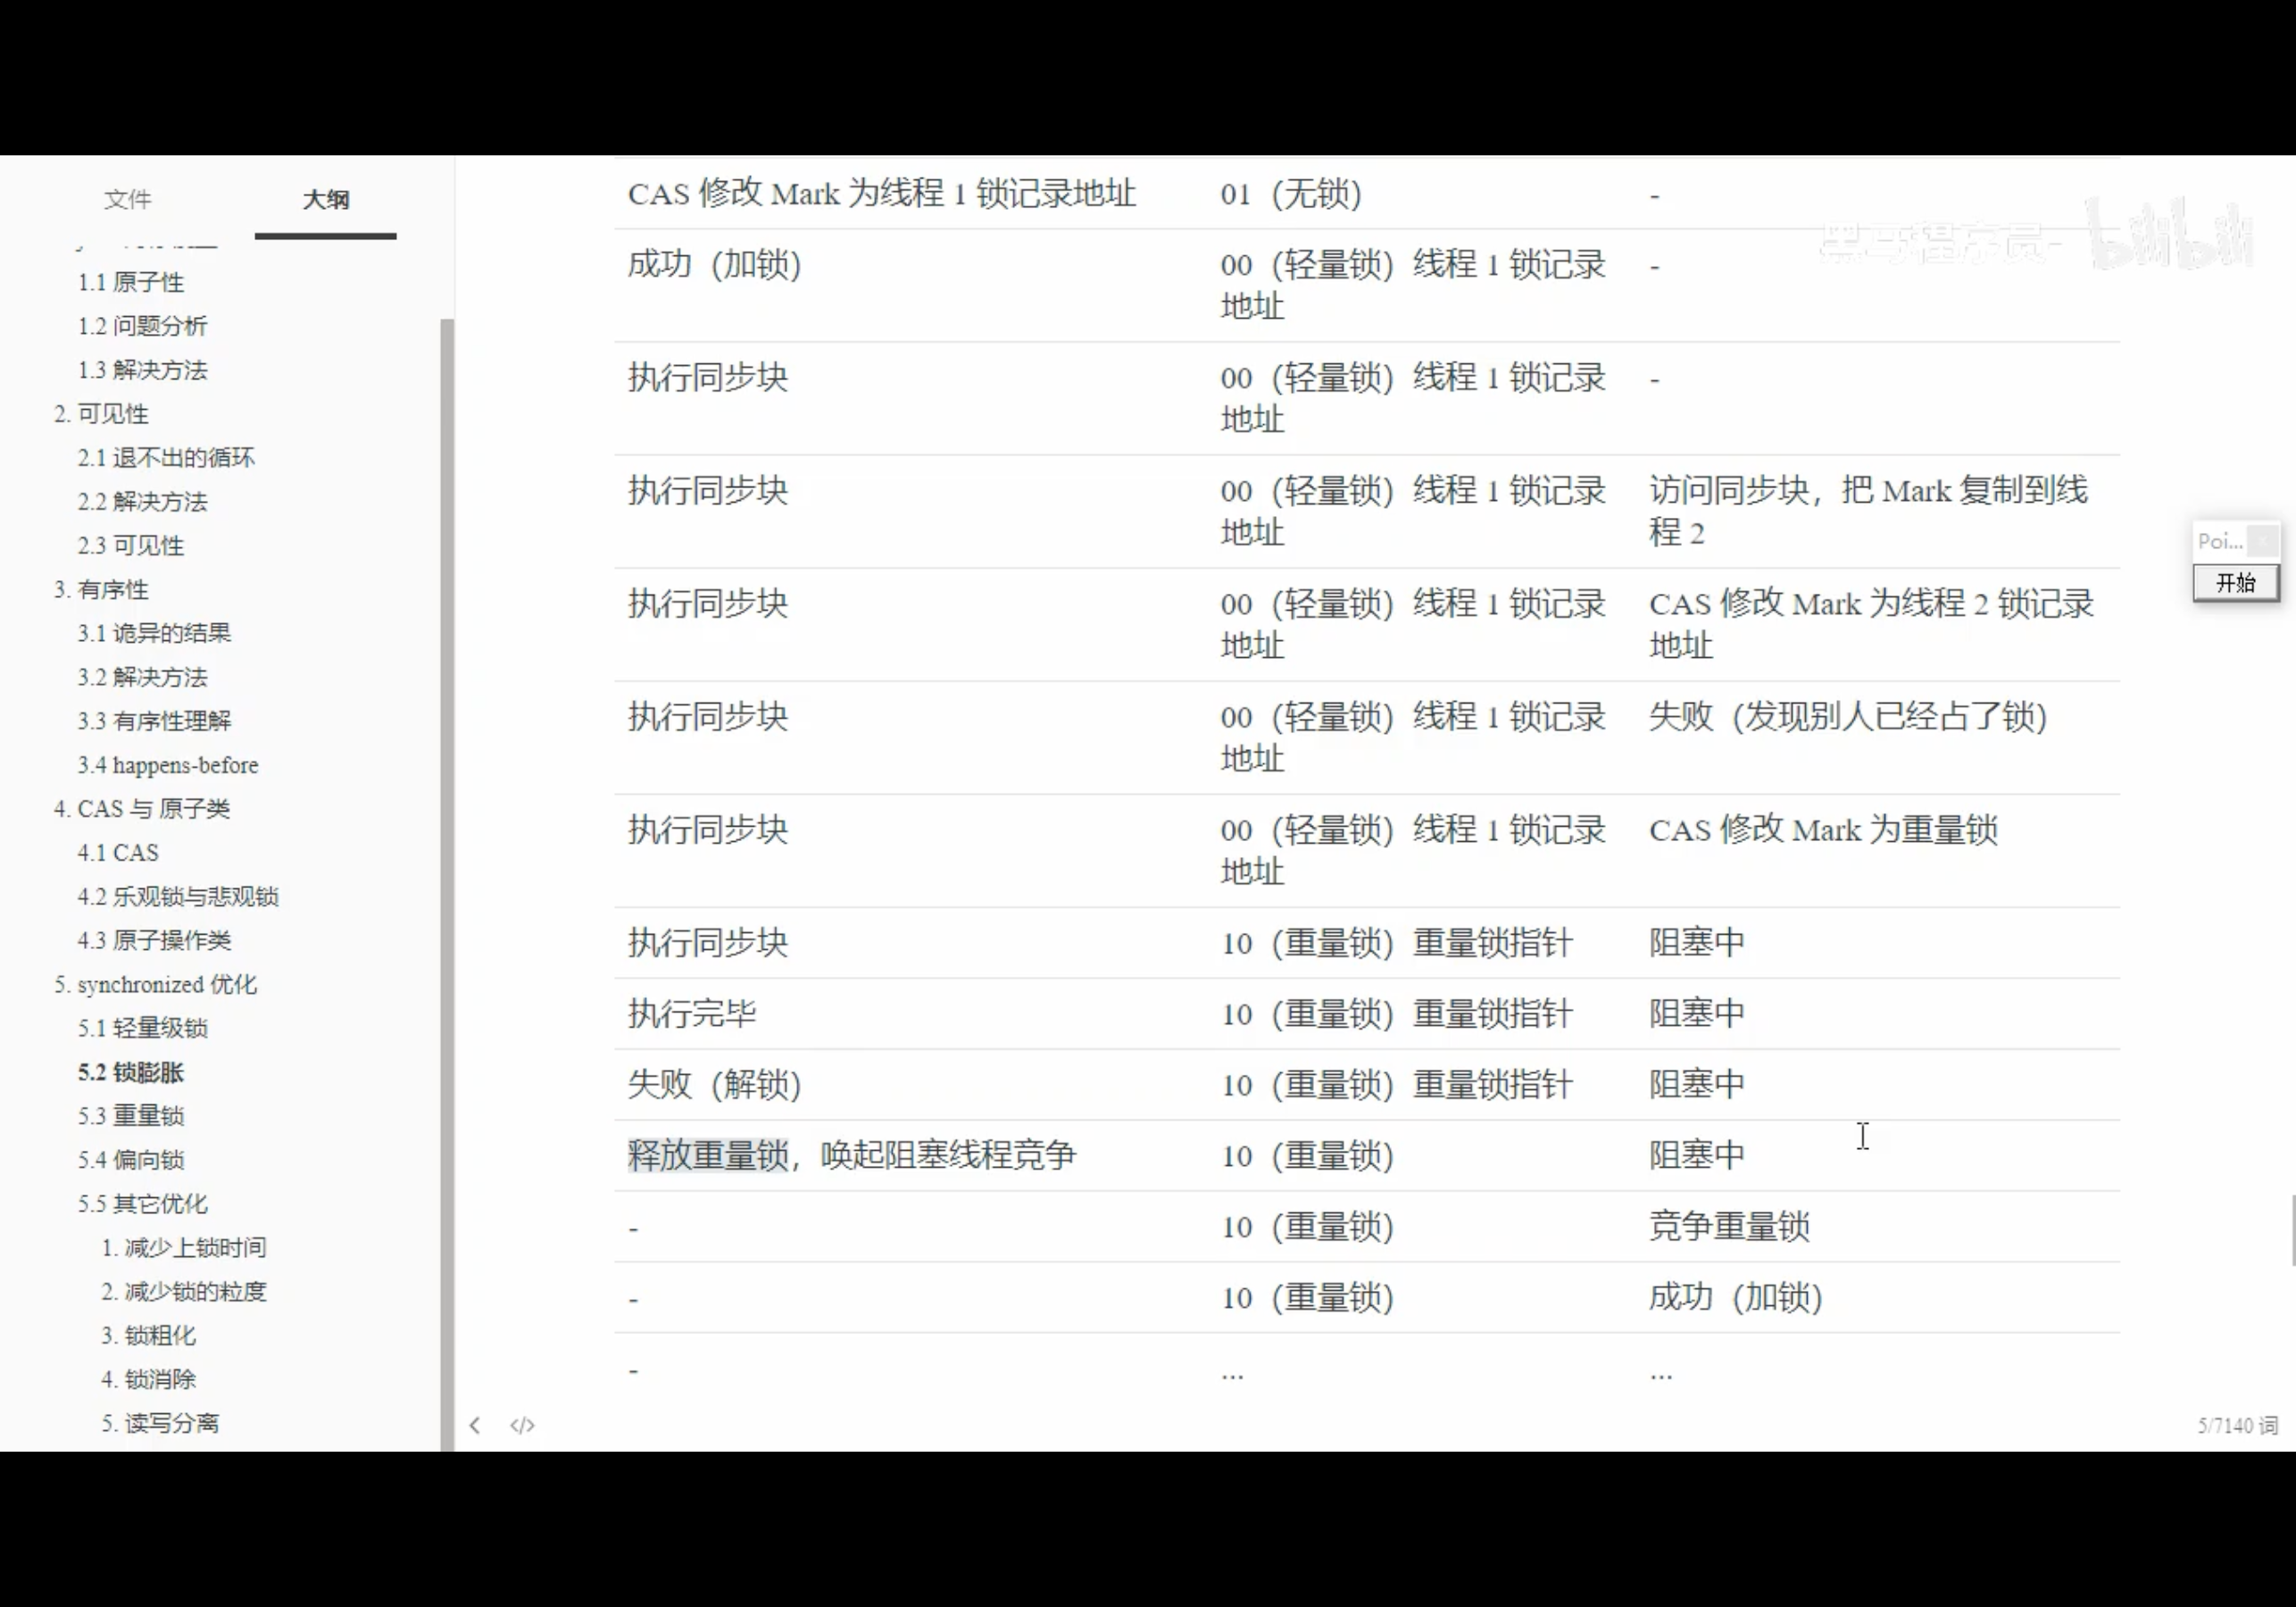 文件
大纲
1.1 原子性
1.2 问题分析
1.3 解决方法
2. 可见性
2.1 退不出的循环
2.2 解决方法
2.3 可见性
3. 有序性
3.1 诡异的结果
3.2 解决方法
3.3 有序性理解
3.4 happens-before
4. CAS 与 原子类
4.1 CAS
4.2 乐观锁与悲观锁
4.3 原子操作类
5. synchronized 优化
5.1 轻量级锁
5.2 锁膨胀
5.3 重量锁
5.4 偏向锁
5.5 其它优化
1. 减少上锁时间
2. 减少锁的粒度
3. 锁粗化
4. 锁消除
5. 读写分离
CAS 修改 Mark 为线程 1 锁记录地址
01（无锁）
-
成功（加锁）
00（轻量锁）线程 1 锁记录
地址
-
执行同步块
00（轻量锁）线程 1 锁记录
地址
-
执行同步块
00（轻量锁）线程 1 锁记录
地址
访问同步块，把 Mark 复制到线
程 2
执行同步块
00（轻量锁）线程 1 锁记录
地址
CAS 修改 Mark 为线程 2 锁记录
地址
执行同步块
00（轻量锁）线程 1 锁记录
地址
失败（发现别人已经占了锁）
执行同步块
00（轻量锁）线程 1 锁记录
地址
CAS 修改 Mark 为重量锁
执行同步块
10（重量锁）重量锁指针
阻塞中
执行完毕
10（重量锁）重量锁指针
阻塞中
失败（解锁）
10（重量锁）重量锁指针
阻塞中
释放重量锁，唤起阻塞线程竞争
10（重量锁）
阻塞中
-
10（重量锁）
竞争重量锁
-
10（重量锁）
成功（加锁）
-
...
...
黑马程序员-
bilibili
Poi...
开始
</>
5/7140 词